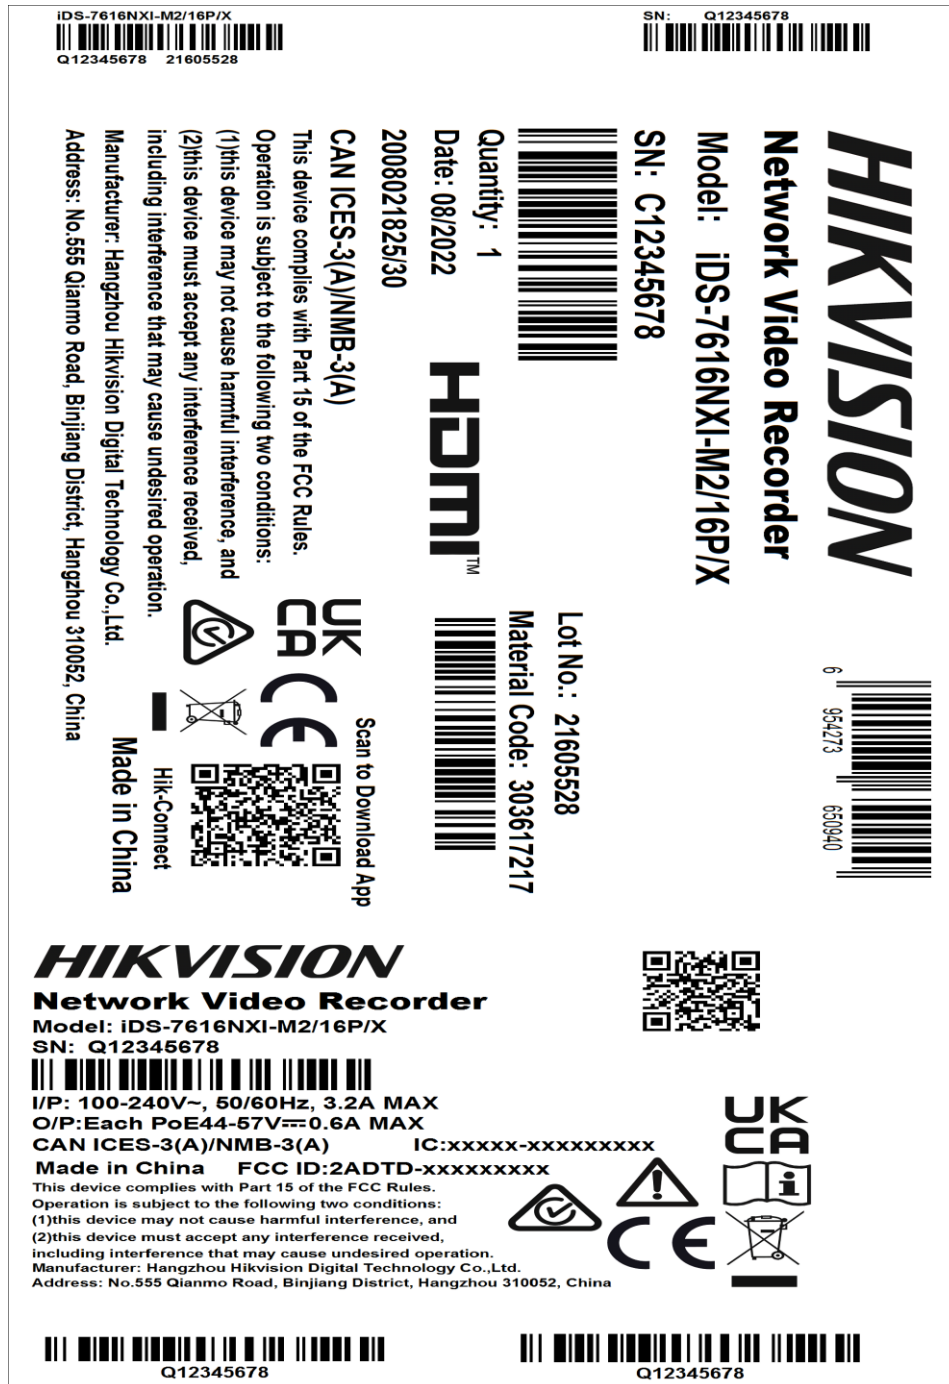 iDS-7616NXI-M2/16P/X
Q12345678 21605528
SN: Q12345678
HIKVISION
Network Video Recorder
Model: iDS-7616NXI-M2/16P/X
SN: C12345678
Quantity: 1
Date: 08/2022
2008021825/30
HDMI™
Lot No.: 21605528
Material Code: 303617217
6 954273 650940
CAN ICES-3(A)/NMB-3(A)
This device complies with Part 15 of the FCC Rules.
Operation is subject to the following two conditions:
(1)this device may not cause harmful interference, and
(2)this device must accept any interference received,
including interference that may cause undesired operation.
Manufacturer: Hangzhou Hikvision Digital Technology Co.,Ltd.
Address: No.555 Qianmo Road, Binjiang District, Hangzhou 310052, China
UK
CA
CE
Scan to Download App
Hik-Connect
Made in China
HIKVISION
Network Video Recorder
Model: iDS-7616NXI-M2/16P/X
SN: Q12345678
I/P: 100-240V~, 50/60Hz, 3.2A MAX
O/P:Each PoE44-57V⎓0.6A MAX
CAN ICES-3(A)/NMB-3(A) IC:xxxxx-xxxxxxxxx
Made in China FCC ID:2ADTD-xxxxxxxxx
This device complies with Part 15 of the FCC Rules.
Operation is subject to the following two conditions:
(1)this device may not cause harmful interference, and
(2)this device must accept any interference received,
including interference that may cause undesired operation.
Manufacturer: Hangzhou Hikvision Digital Technology Co.,Ltd.
Address: No.555 Qianmo Road, Binjiang District, Hangzhou 310052, China
UK
CA
CE
Q12345678
Q12345678